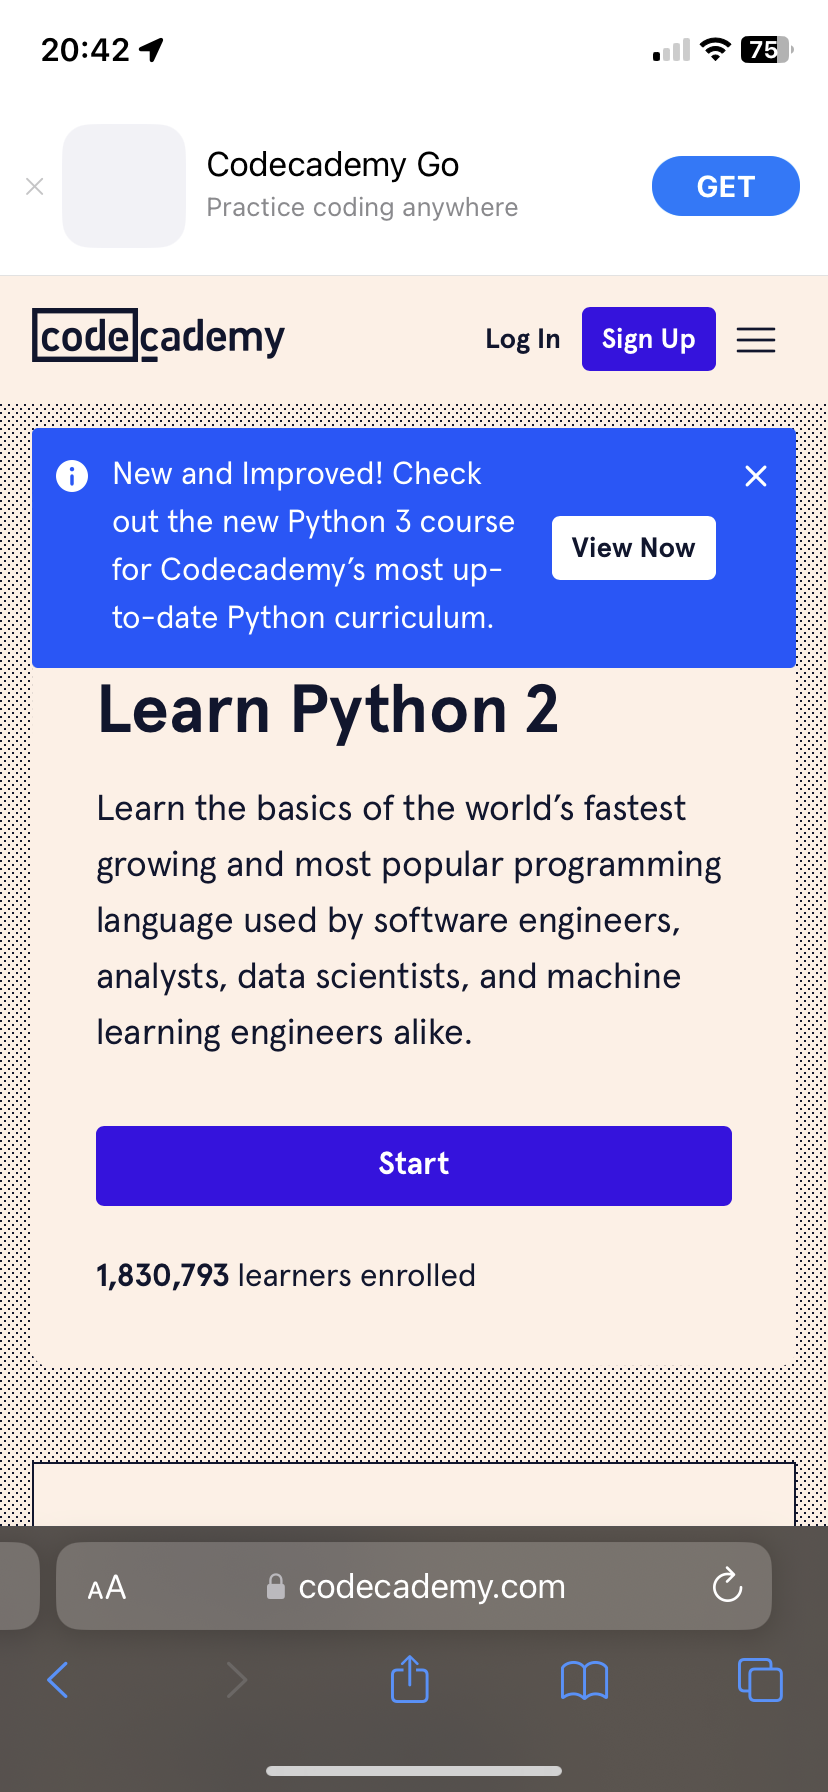 20:42
75
Codecademy Go
Practice coding anywhere
GET
codecademy
Log In
Sign Up
New and Improved! Check
out the new Python 3 course
for Codecademy’s most up-
to-date Python curriculum.
View Now
Learn Python 2
Learn the basics of the world’s fastest
growing and most popular programming
language used by software engineers,
analysts, data scientists, and machine
learning engineers alike.
Start
1,830,793 learners enrolled
AA
codecademy.com